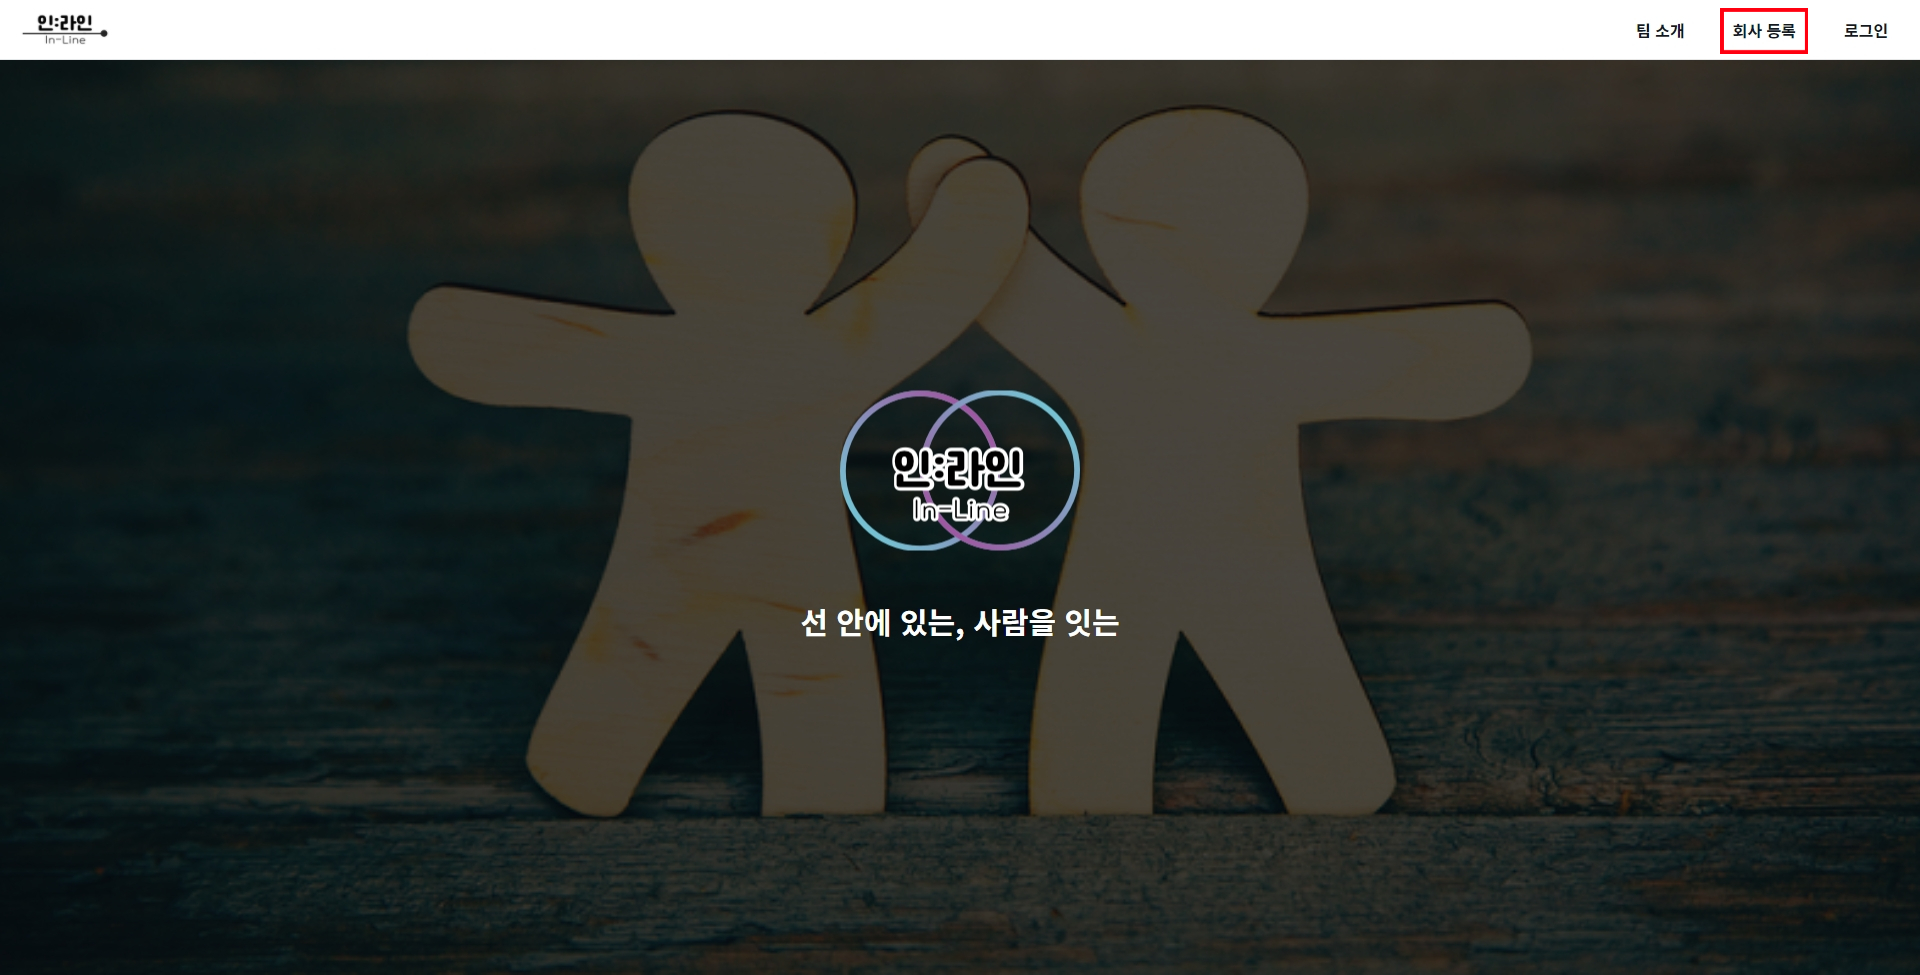 인:라인
In-Line
팀 소개
회사 등록
로그인
인:라인
In-Line
선 안에 있는, 사람을 잇는